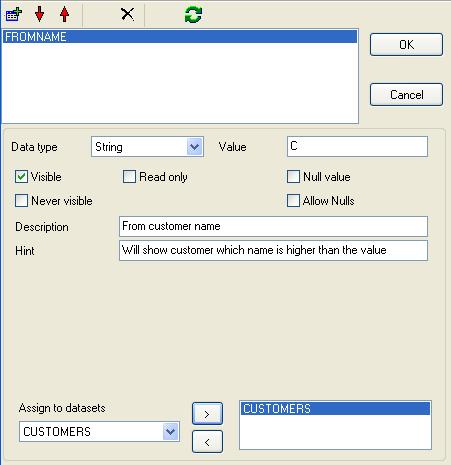 FROMNAME
OK
Cancel
Data type String Value C
Visible Read only Null value
Never visible Allow Nulls
Description From customer name
Hint Will show customer which name is higher than the value
Assign to datasets
CUSTOMERS > CUSTOMERS
<